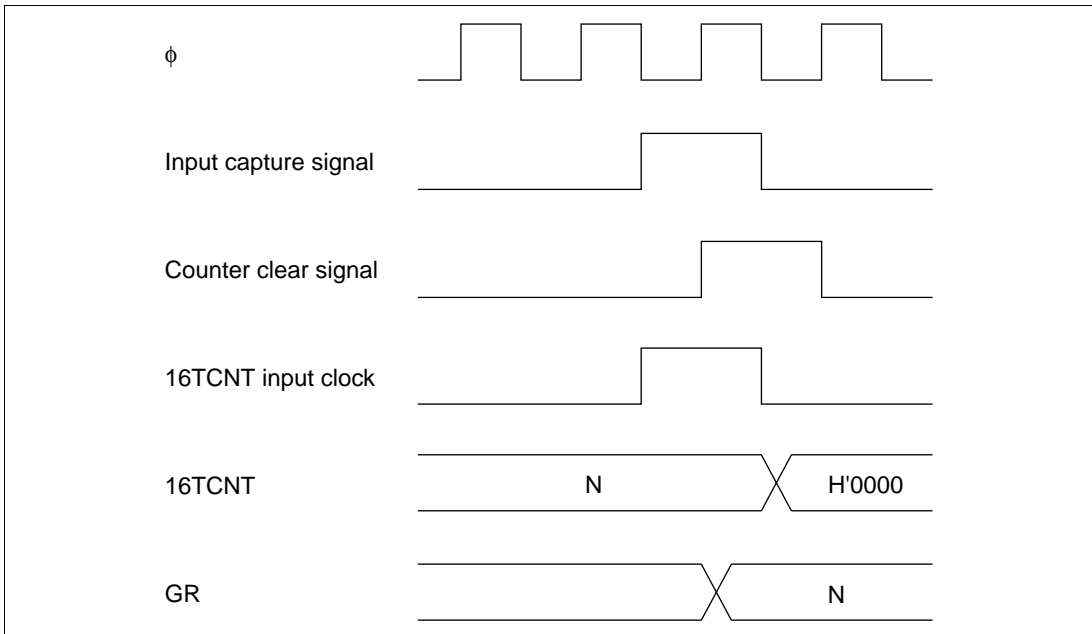 ϕ
Input capture signal
Counter clear signal
16TCNT input clock
16TCNT N H'0000
GR N